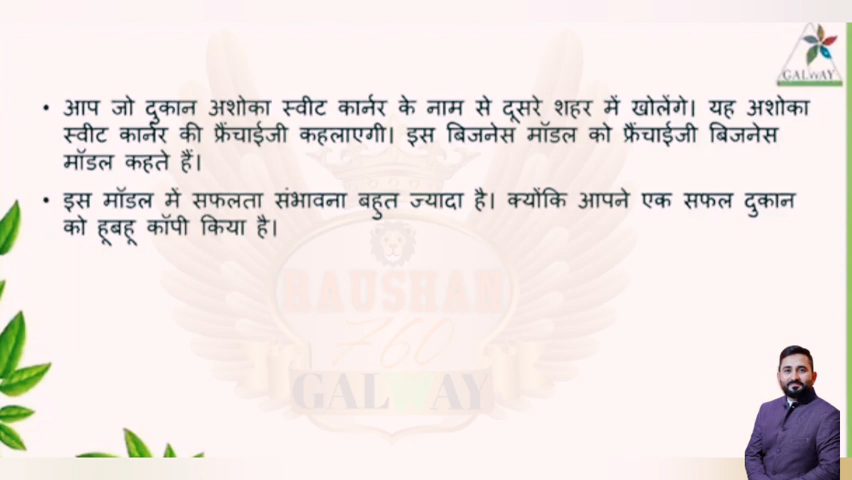 GALWAY
• आप जो दुकान अशोका स्वीट कार्नर के नाम से दूसरे शहर में खोलेंगे। यह अशोका
स्वीट कार्नर की फ्रैंचाईजी कहलाएगी। इस बिजनेस मॉडल को फ्रैंचाईजी बिजनेस
मॉडल कहते हैं।
• इस मॉडल में सफलता संभावना बहुत ज्यादा है। क्योंकि आपने एक सफल दुकान
को हूबहू कॉपी किया है।
RAUSHAN
760
GALWAY